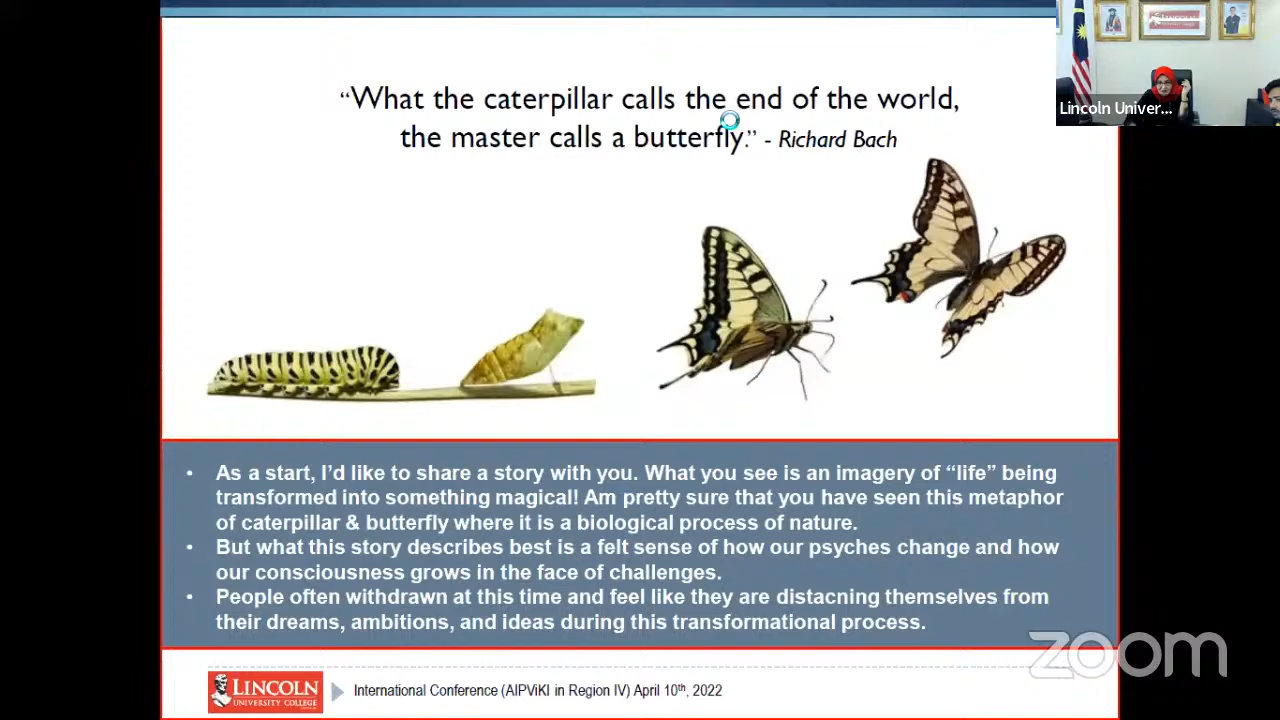 “What the caterpillar calls the end of the world,
the master calls a butterfly.” - Richard Bach
Lincoln Univer...
• As a start, I’d like to share a story with you. What you see is an imagery of “life” being
transformed into something magical! Am pretty sure that you have seen this metaphor
of caterpillar & butterfly where it is a biological process of nature.
• But what this story describes best is a felt sense of how our psyches change and how
our consciousness grows in the face of challenges.
• People often withdrawn at this time and feel like they are distacning themselves from
their dreams, ambitions, and ideas during this transformational process.
zoom
LINCOLN
UNIVERSITY COLLEGE
International Conference (AIPViKI in Region IV) April 10th, 2022